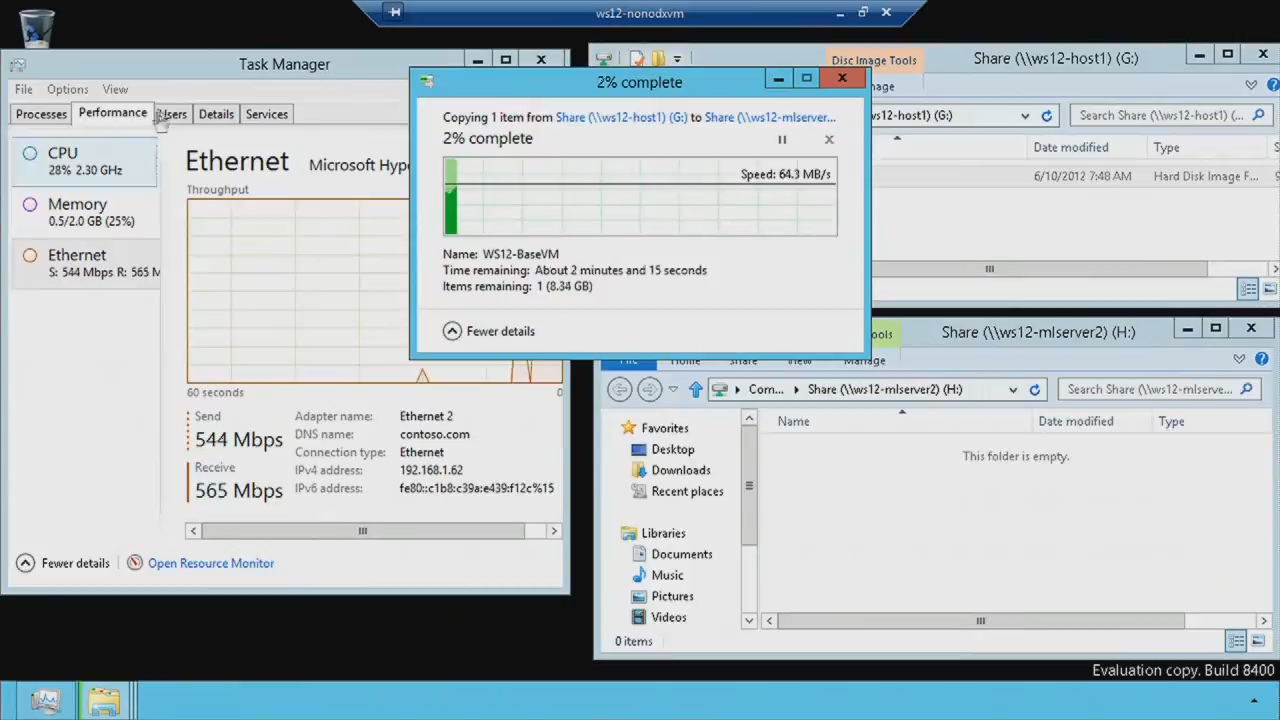 ws12-nonodxvm
Task Manager
File Options View
Processes Performance Users Details Services
CPU
28% 2.30 GHz
Memory
0.5/2.0 GB (25%)
Ethernet
S: 544 Mbps R: 565 M
Ethernet
Microsoft Hype
Throughput
60 seconds
0
Send
544 Mbps
Receive
565 Mbps
Adapter name: Ethernet 2
DNS name: contoso.com
Connection type: Ethernet
IPv4 address: 192.168.1.62
IPv6 address: fe80::c1b8:c39a:e439:f12c%15
Fewer details
Open Resource Monitor
2% complete
Copying 1 item from Share (\\ws12-host1) (G:) to Share (\\ws12-mlserver...
2% complete
Speed: 64.3 MB/s
Name: WS12-BaseVM
Time remaining: About 2 minutes and 15 seconds
Items remaining: 1 (8.34 GB)
Fewer details
Disc Image Tools
Share (\\ws12-host1) (G:)
nage
ws12-host1) (G:)
Search Share (\\ws12-host1) (...
Date modified
Type
S
6/10/2012 7:48 AM
Hard Disk Image F...
9
ools
Share (\\ws12-mlserver2) (H:)
File Home Share View Manage
Com... Share (\\ws12-mlserver2) (H:)
Search Share (\\ws12-mlserve...
Favorites
Desktop
Downloads
Recent places
Libraries
Documents
Music
Pictures
Videos
Name
Date modified
Type
This folder is empty.
0 items
Evaluation copy. Build 8400